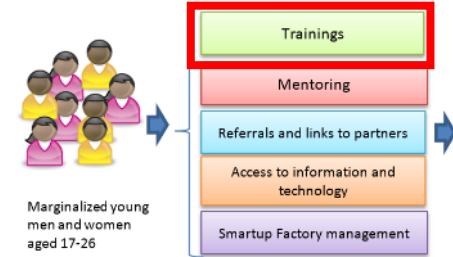 Trainings
Mentoring
Referrals and links to partners
Access to information and
technology
Smartup Factory management
Marginalized young
men and women
aged 17-26